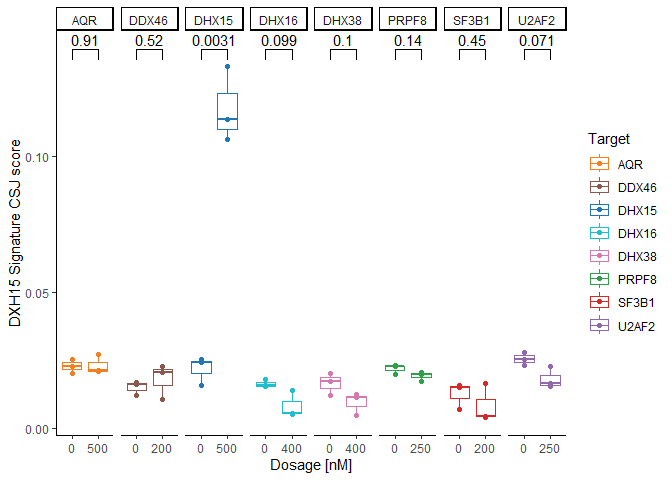 AQR DDX46 DHX15 DHX16 DHX38 PRPF8 SF3B1 U2AF2
0.91 0.52 0.0031 0.099 0.1 0.14 0.45 0.071
DXH15 Signature CSJ score
0.10
0.05
0.00
0 500 0 200 0 500 0 400 0 400 0 250 0 200 0 250
Dosage [nM]
Target
AQR
DDX46
DHX15
DHX16
DHX38
PRPF8
SF3B1
U2AF2